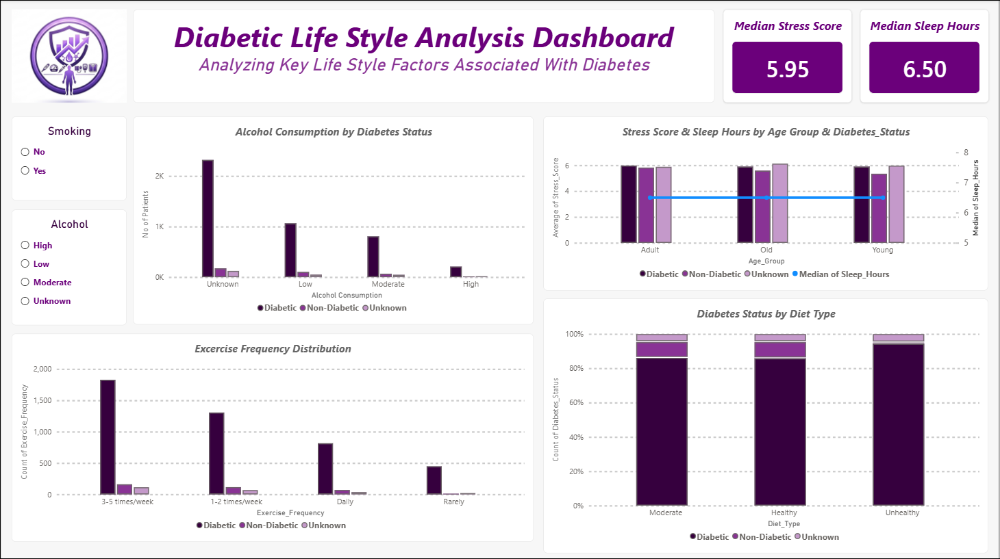 Diabetic Life Style Analysis Dashboard
Analyzing Key Life Style Factors Associated With Diabetes
Median Stress Score
5.95
Median Sleep Hours
6.50
Smoking
No
Yes
Alcohol
High
Low
Moderate
Unknown
Alcohol Consumption by Diabetes Status
No of Patients
2K
1K
0K
Unknown Low Moderate High
Alcohol Consumption
Diabetic Non-Diabetic Unknown
Stress Score & Sleep Hours by Age Group & Diabetes_Status
Average of Stress_Score
6
4
2
0
8
7
6
5
Median of Sleep_Hours
Adult Old Young
Age_Group
Diabetic Non-Diabetic Unknown Median of Sleep_Hours
Excercise Frequency Distribution
Count of Exercise_Frequency
2,000
1,500
1,000
500
0
3-5 times/week 1-2 times/week Daily Rarely
Exercise_Frequency
Diabetic Non-Diabetic Unknown
Diabetes Status by Diet Type
Count of Diabetes_Status
100%
80%
60%
40%
20%
0%
Moderate Healthy Unhealthy
Diet_Type
Diabetic Non-Diabetic Unknown